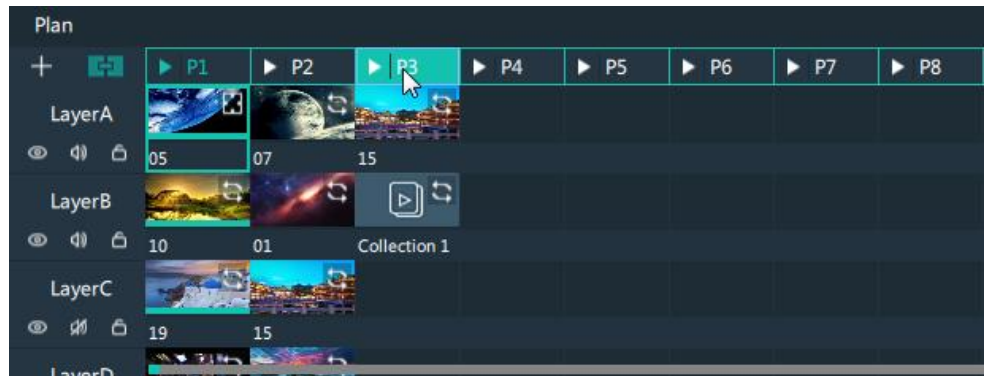 Plan
P1 P2 P3 P4 P5 P6 P7 P8
LayerA
05 07 15
LayerB
10 01 Collection 1
LayerC
19 15
LayerD